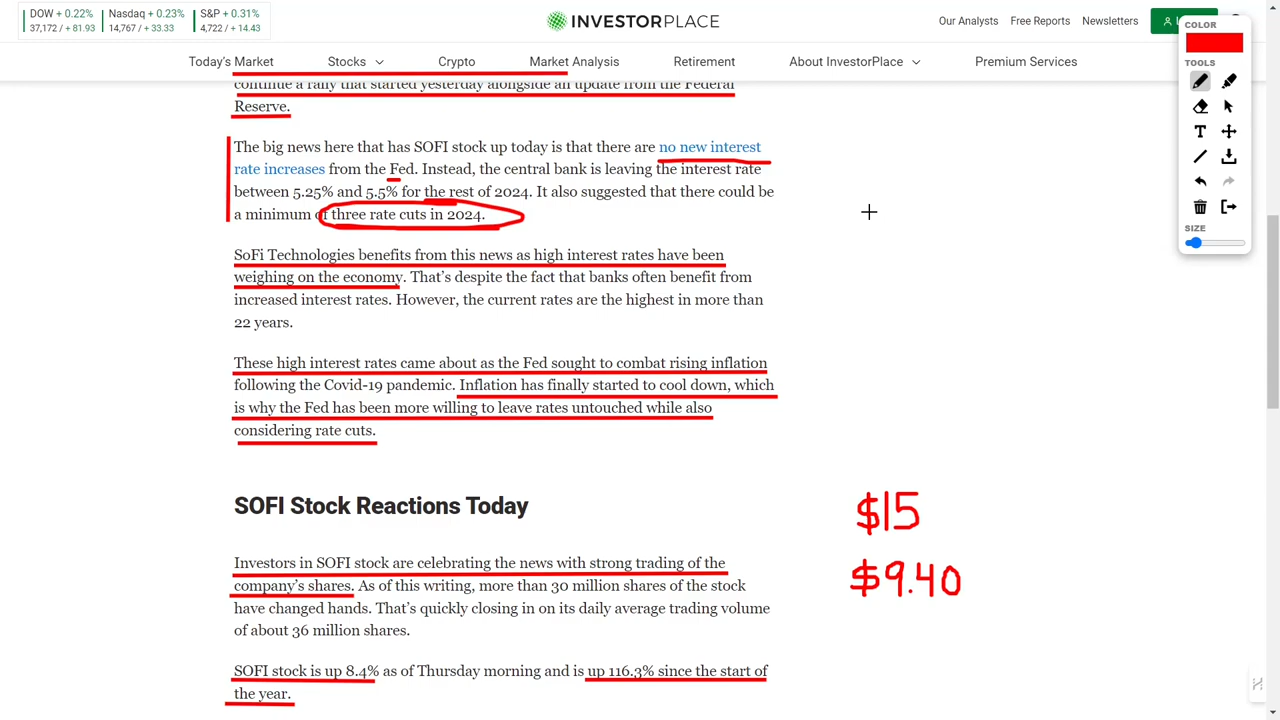 DOW + 0.22%
37,172 / + 81.93
Nasdaq + 0.23%
14,767 / + 33.33
S&P + 0.31%
4,722 / + 14.43
INVESTORPLACE
Our Analysts
Free Reports
Newsletters
Today's Market
Stocks
Crypto
Market Analysis
Retirement
About InvestorPlace
Premium Services
COLOR
TOOLS
T
SIZE
continue a rally that started yesterday alongside an update from the Federal
Reserve.
The big news here that has SOFI stock up today is that there are no new interest
rate increases from the Fed. Instead, the central bank is leaving the interest rate
between 5.25% and 5.5% for the rest of 2024. It also suggested that there could be
a minimum of three rate cuts in 2024.
SoFi Technologies benefits from this news as high interest rates have been
weighing on the economy. That's despite the fact that banks often benefit from
increased interest rates. However, the current rates are the highest in more than
22 years.
These high interest rates came about as the Fed sought to combat rising inflation
following the Covid-19 pandemic. Inflation has finally started to cool down, which
is why the Fed has been more willing to leave rates untouched while also
considering rate cuts.
SOFI Stock Reactions Today
$15
$9.40
Investors in SOFI stock are celebrating the news with strong trading of the
company's shares. As of this writing, more than 30 million shares of the stock
have changed hands. That's quickly closing in on its daily average trading volume
of about 36 million shares.
SOFI stock is up 8.4% as of Thursday morning and is up 116.3% since the start of
the year.